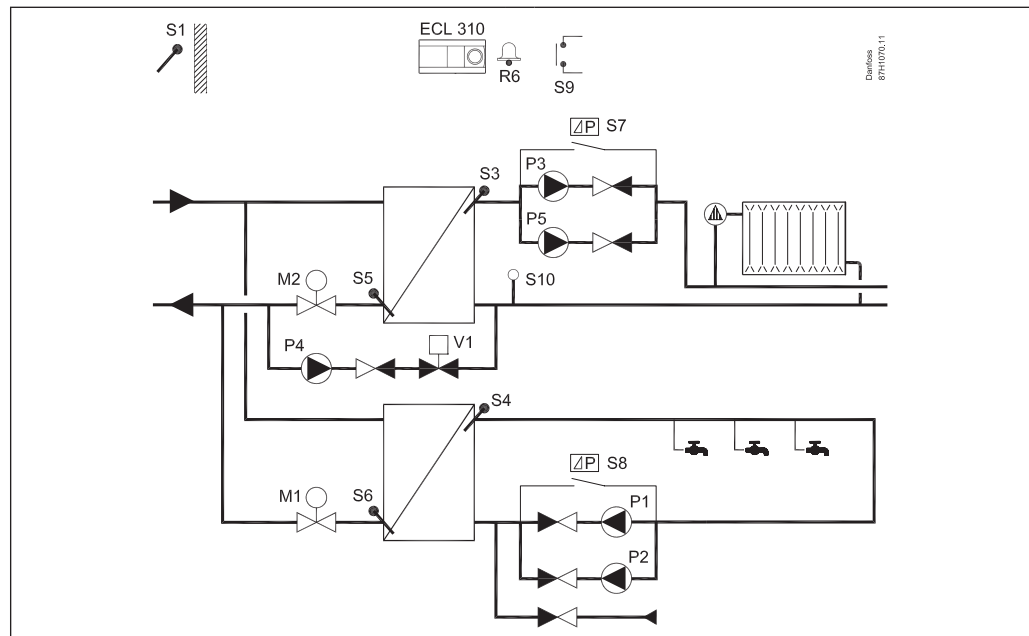 S1
ECL 310
R6
S9
Danfoss
87H1070.11
ΔP S7
P3
S3
P5
M2
S5
S10
P4
V1
S4
ΔP S8
M1
S6
P1
P2